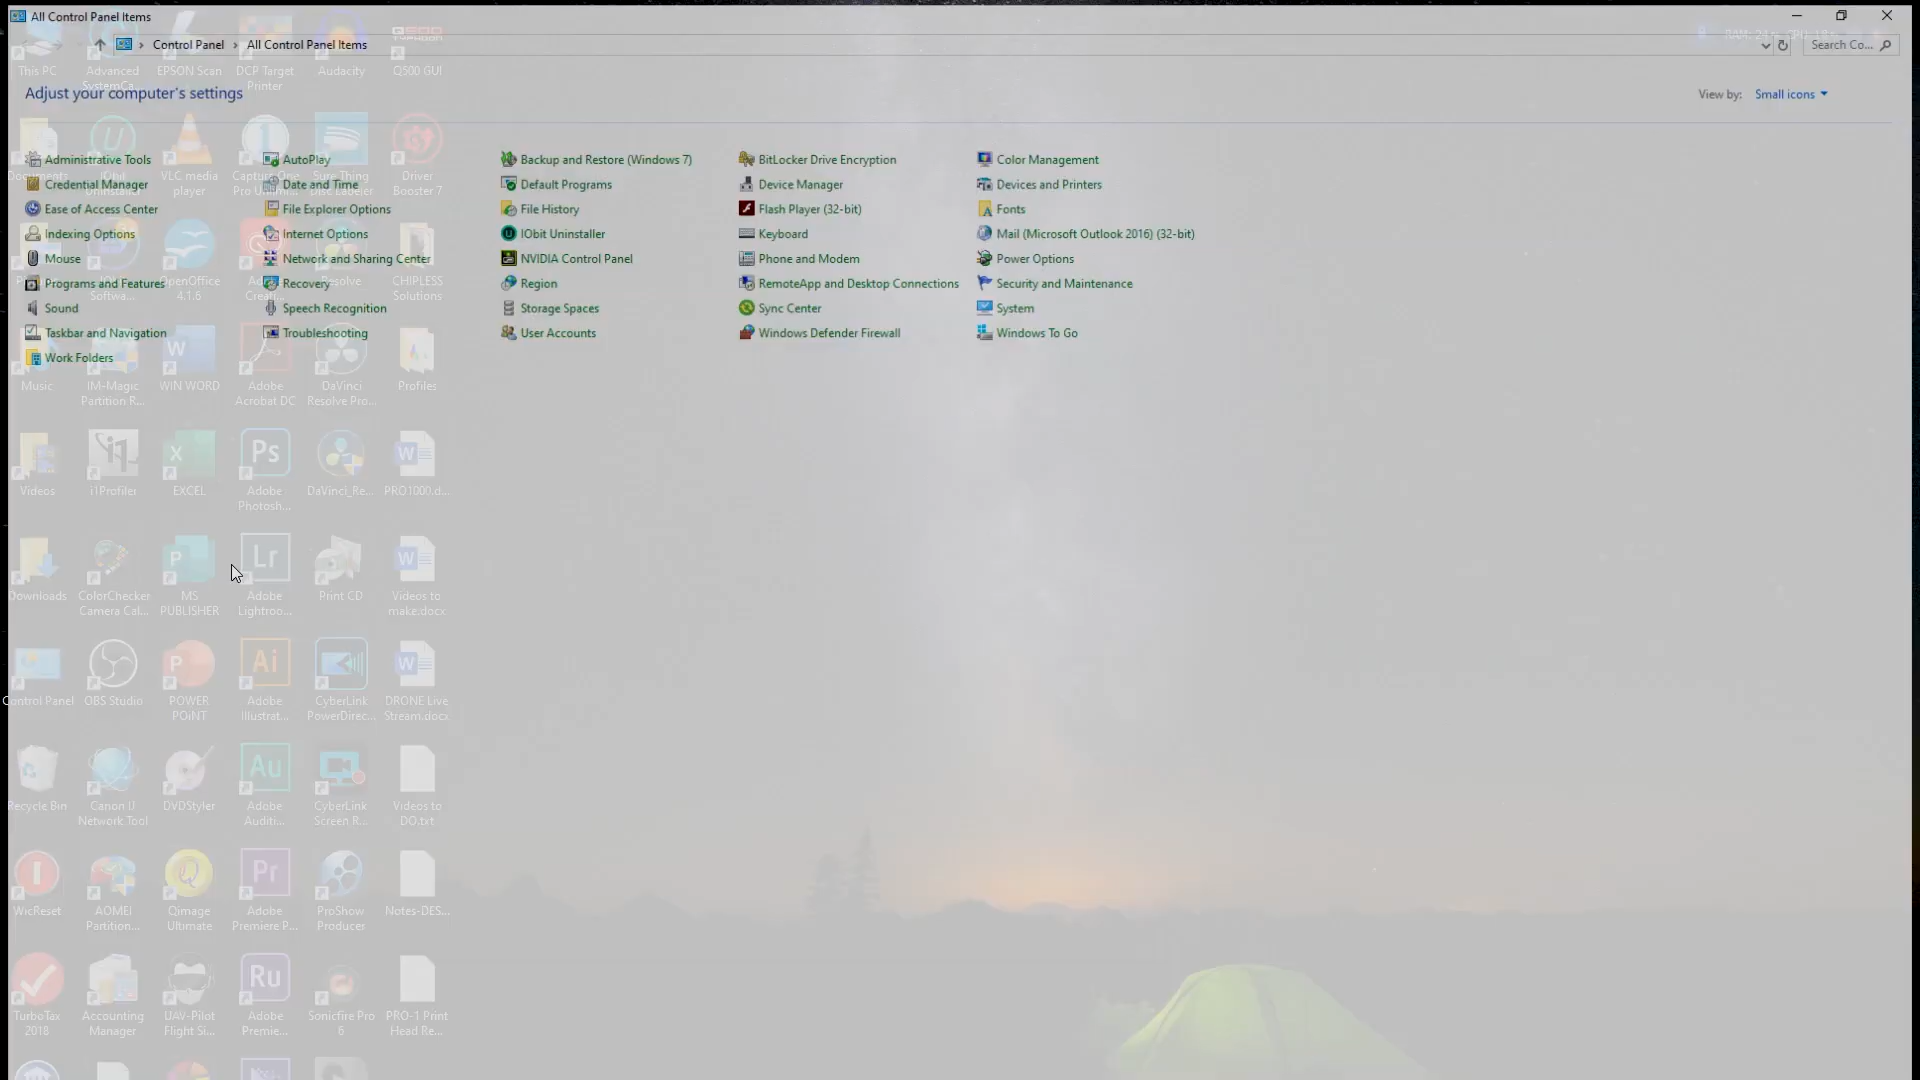 All Control Panel Items
Control Panel
All Control Panel Items
Search Co...
Adjust your computer's settings
View by: Small icons
Administrative Tools
AutoPlay
Backup and Restore (Windows 7)
BitLocker Drive Encryption
Color Management
Credential Manager
Date and Time
Default Programs
Device Manager
Devices and Printers
Ease of Access Center
File Explorer Options
File History
Flash Player (32-bit)
Fonts
Indexing Options
Internet Options
IObit Uninstaller
Keyboard
Mail (Microsoft Outlook 2016) (32-bit)
Mouse
Network and Sharing Center
NVIDIA Control Panel
Phone and Modem
Power Options
Programs and Features
Recovery
Region
RemoteApp and Desktop Connections
Security and Maintenance
Sound
Speech Recognition
Storage Spaces
Sync Center
System
Taskbar and Navigation
Troubleshooting
User Accounts
Windows Defender Firewall
Windows To Go
Work Folders
This PC
Advanced
SystemCa...
EPSON Scan
DCP Target
Printer
Audacity
Q500 GUI
VLC media
player
Driver
Booster 7
OpenOffice
4.1.6
CHIPLESS
Solutions
Music
IM-Magic
Partition R...
WIN WORD
Adobe
Acrobat DC
DaVinci
Resolve Pro...
Profiles
Videos
i1Profiler
EXCEL
Ps
Adobe
Photosh...
DaVinci_Re...
PRO1000.d...
Downloads
ColorChecker
Camera Cal...
MS
PUBLISHER
Lr
Adobe
Lightroo...
Print CD
Videos to
make.docx
Control Panel
OBS Studio
POWER
POiNT
Ai
Adobe
Illustrat...
CyberLink
PowerDirec...
DRONE Live
Stream.docx
Recycle Bin
Canon IJ
Network Tool
DVDStyler
Au
Adobe
Auditi...
CyberLink
Screen R...
Videos to
DO.txt
WicReset
AOMEI
Partition...
Qimage
Ultimate
Pr
Adobe
Premiere P...
ProShow
Producer
Notes-DES...
TurboTax
2018
Accounting
Manager
UAV-Pilot
Flight Si...
Ru
Adobe
Premie...
Sonicfire Pro
6
PRO-1 Print
Head Re...